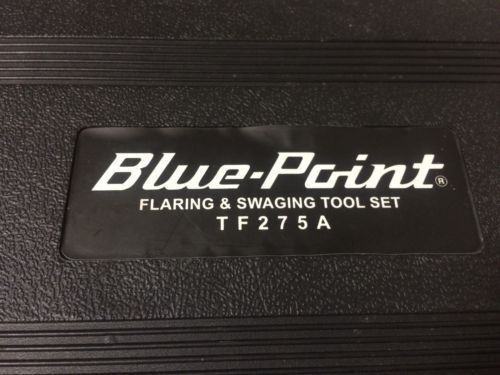 Blue-Point®
FLARING & SWAGING TOOL SET
TF275A